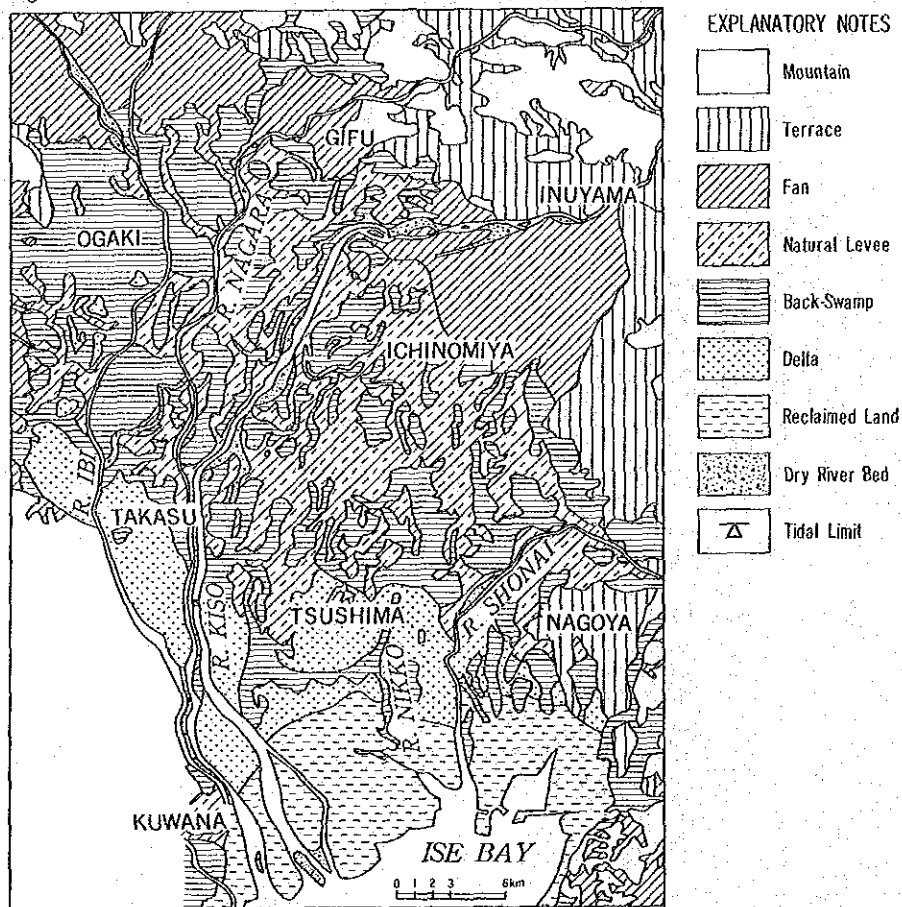 EXPLANATORY NOTES
Mountain
Terrace
Fan
Natural Levee
Back-Swamp
Delta
Reclaimed Land
Dry River Bed
Tidal Limit
GIFU
INUYAMA
OGAKI
R. NAGARA
ICHINOMIYA
R. IBI
TAKASU
R. KISO
TSUSHIMA
R. SHONAI
NAGOYA
R. NIKKO
KUWANA
ISE BAY
0 1 2 3 6km